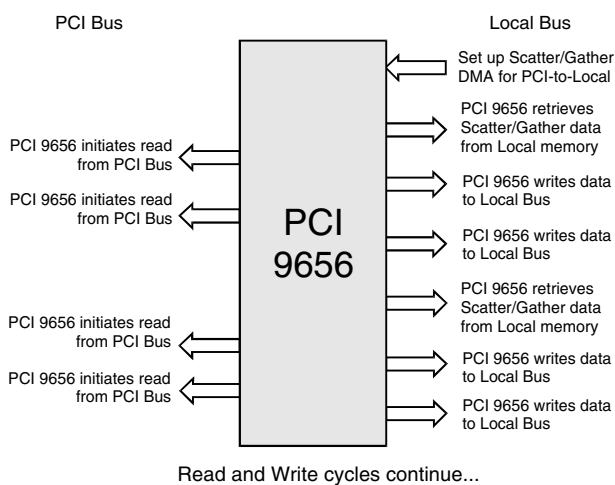 PCI Bus
Local Bus
Set up Scatter/Gather
DMA for PCI-to-Local
PCI 9656 retrieves
Scatter/Gather data
from Local memory
PCI 9656 initiates read
from PCI Bus
PCI 9656 writes data
to Local Bus
PCI 9656 initiates read
from PCI Bus
PCI
9656
PCI 9656 writes data
to Local Bus
PCI 9656 retrieves
Scatter/Gather data
from Local memory
PCI 9656 initiates read
from PCI Bus
PCI 9656 writes data
to Local Bus
PCI 9656 initiates read
from PCI Bus
PCI 9656 writes data
to Local Bus
Read and Write cycles continue...